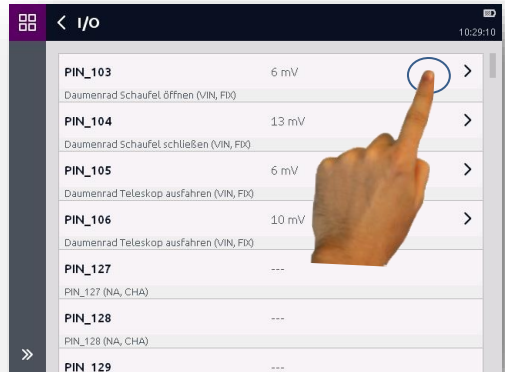 I/O
10:29:10
PIN_103 6 mV
Daumenrad Schaufel öffnen (VIN, FIX)
PIN_104 13 mV
Daumenrad Schaufel schließen (VIN, FIX)
PIN_105 6 mV
Daumenrad Teleskop ausfahren (VIN, FIX)
PIN_106 10 mV
Daumenrad Teleskop ausfahren (VIN, FIX)
PIN_127 ---
PIN_127 (NA, CHA)
PIN_128 ---
PIN_128 (NA, CHA)
PIN_129 ---